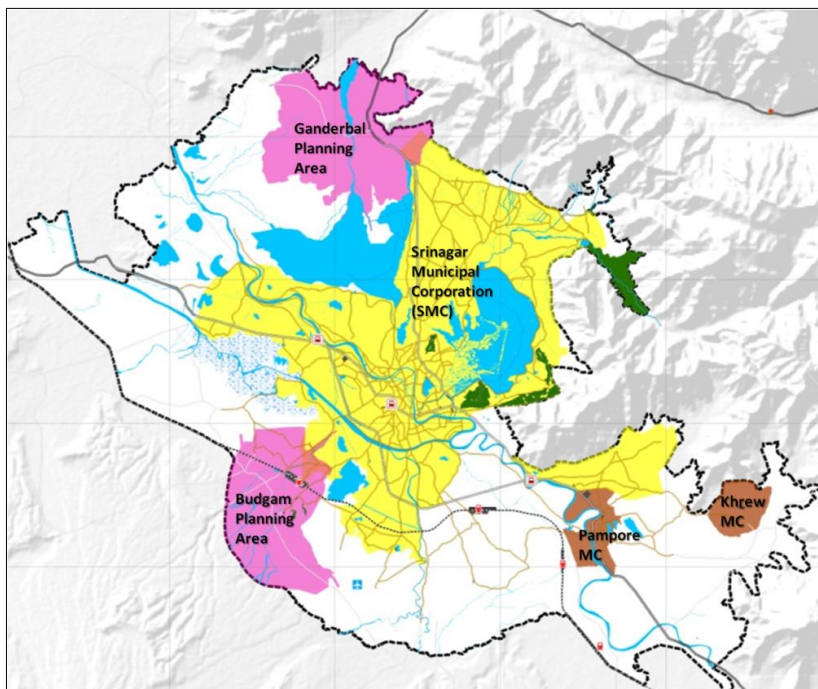 Ganderbal
Planning
Area
Srinagar
Municipal
Corporation
(SMC)
Budgam
Planning
Area
Pampore
MC
Khrew
MC